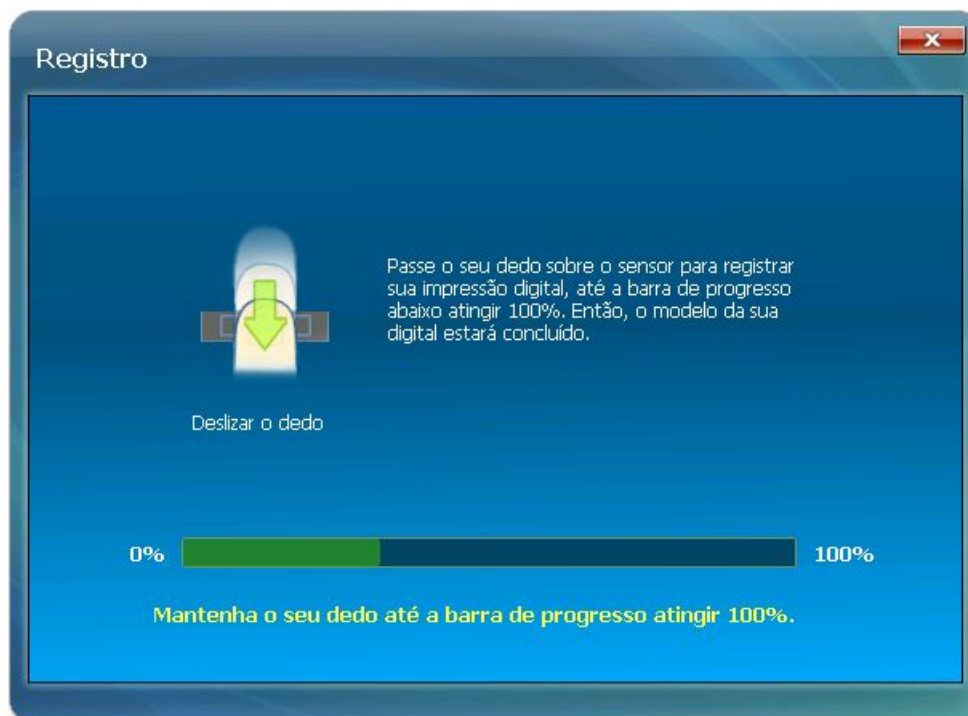 Registro
Passe o seu dedo sobre o sensor para registrar
sua impressão digital, até a barra de progresso
abaixo atingir 100%. Então, o modelo da sua
digital estará concluído.
Deslizar o dedo
0%
100%
Mantenha o seu dedo até a barra de progresso atingir 100%.